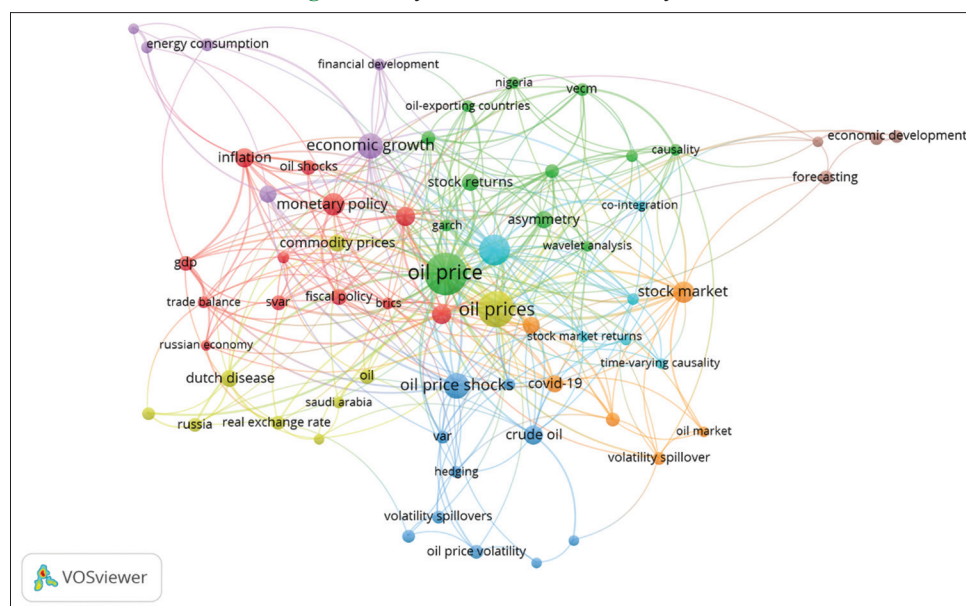 energy consumption
financial development
nigeria
vecm
oil-exporting countries
economic development
economic growth
causality
inflation
oil shocks
forecasting
stock returns
monetary policy
co-integration
garch
asymmetry
commodity prices
wavelet analysis
gdp
oil price
stock market
trade balance
svar
fiscal policy
brics
oil prices
stock market returns
russian economy
time-varying causality
dutch disease
oil
oil price shocks
covid-19
saudi arabia
russia
real exchange rate
var
crude oil
oil market
volatility spillover
hedging
volatility spillovers
oil price volatility
VOSviewer